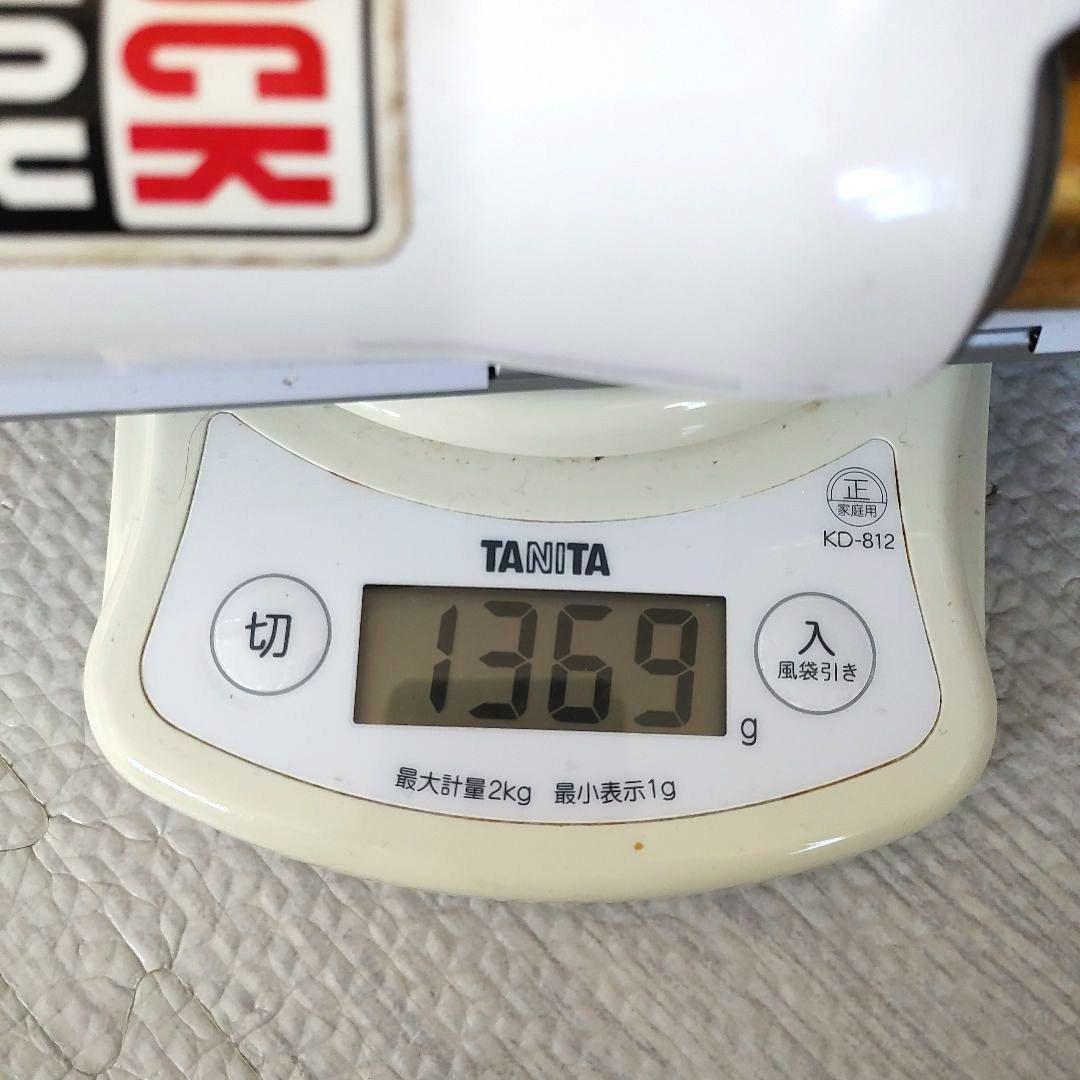 OCK
正
家庭用
KD-812
TANITA
切
1369
g
入
風袋引き
最大計量2kg 最小表示1g